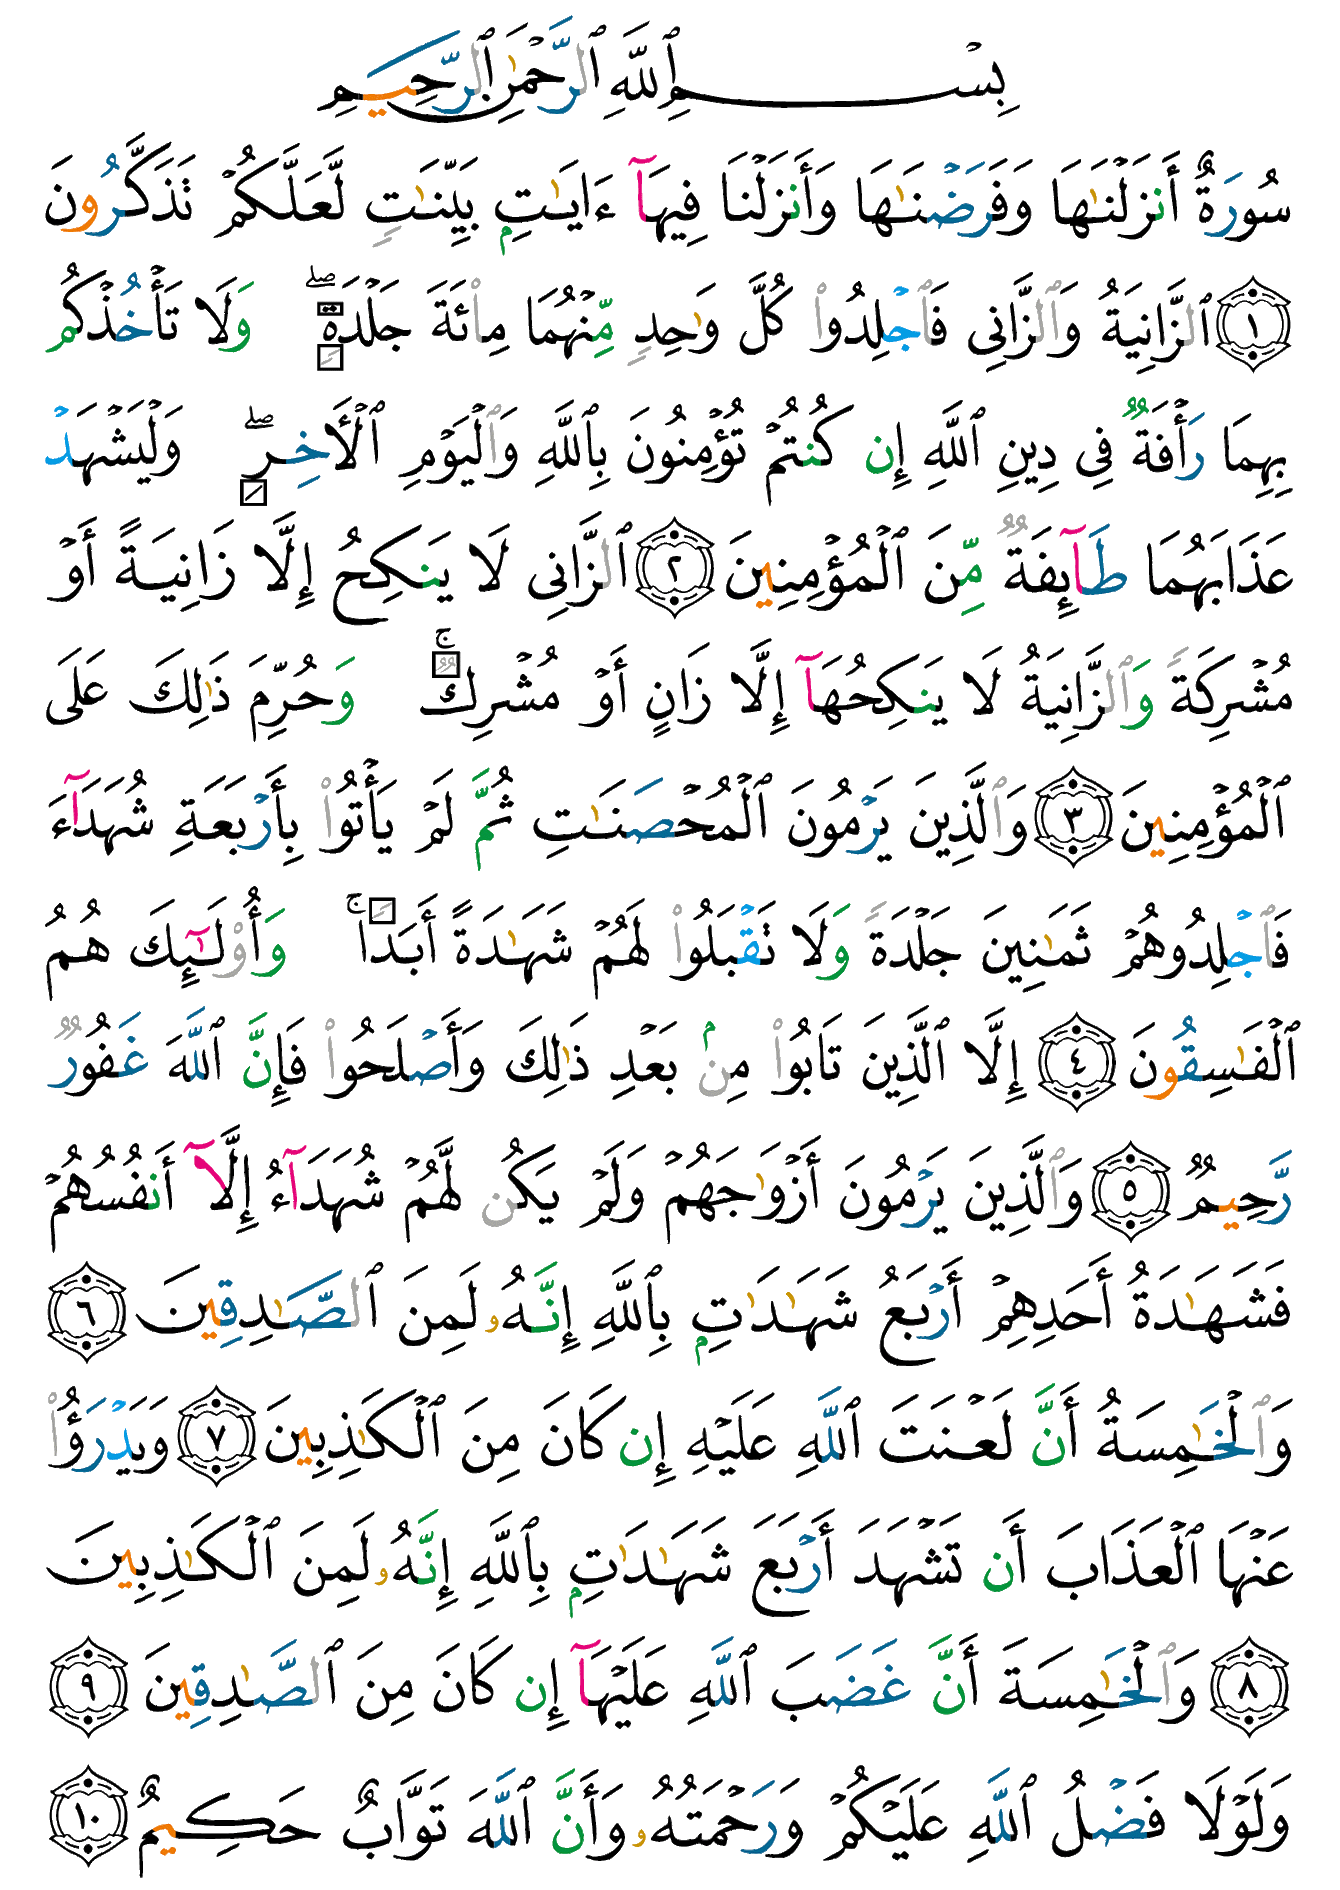 بِسْمِ ٱللَّهِ ٱلرَّحْمَٰنِ ٱلرَّحِيمِ
سُورَةٌ أَنزَلْنَـٰهَا وَفَرَضْنَـٰهَا وَأَنزَلْنَا فِيهَآ ءَايَـٰتٍۭ بَيِّنَـٰتٍ لَّعَلَّكُمْ تَذَكَّرُونَ
١ ٱلزَّانِيَةُ وَٱلزَّانِى فَٱجْلِدُوا۟ كُلَّ وَٰحِدٍ مِّنْهُمَا مِا۟ئَةَ جَلْدَةٍ ۖ وَلَا تَأْخُذْكُم
بِهِمَا رَأْفَةٌ فِى دِينِ ٱللَّهِ إِن كُنتُمْ تُؤْمِنُونَ بِٱللَّهِ وَٱلْيَوْمِ ٱلْأَخِرِ ۖ وَلْيَشْهَدْ
عَذَابَهُمَا طَآئِفَةٌ مِّنَ ٱلْمُؤْمِنِينَ ٢ ٱلزَّانِى لَا يَنكِحُ إِلَّا زَانِيَةً أَوْ
مُشْرِكَةً وَٱلزَّانِيَةُ لَا يَنكِحُهَآ إِلَّا زَانٍ أَوْ مُشْرِكٌ ۚ وَحُرِّمَ ذَٰلِكَ عَلَى
ٱلْمُؤْمِنِينَ ٣ وَٱلَّذِينَ يَرْمُونَ ٱلْمُحْصَنَـٰتِ ثُمَّ لَمْ يَأْتُوا۟ بِأَرْبَعَةِ شُهَدَآءَ
فَٱجْلِدُوهُمْ ثَمَـٰنِينَ جَلْدَةً وَلَا تَقْبَلُوا۟ لَهُمْ شَهَـٰدَةً أَبَدًا ۚ وَأُو۟لَـٰٓئِكَ هُمُ
ٱلْفَـٰسِقُونَ ٤ إِلَّا ٱلَّذِينَ تَابُوا۟ مِنۢ بَعْدِ ذَٰلِكَ وَأَصْلَحُوا۟ فَإِنَّ ٱللَّهَ غَفُورٌ
رَّحِيمٌ ٥ وَٱلَّذِينَ يَرْمُونَ أَزْوَٰجَهُمْ وَلَمْ يَكُن لَّهُمْ شُهَدَآءُ إِلَّآ أَنفُسُهُمْ
فَشَهَـٰدَةُ أَحَدِهِمْ أَرْبَعُ شَهَـٰدَٰتٍۭ بِٱللَّهِ إِنَّهُۥ لَمِنَ ٱلصَّـٰدِقِينَ ٦
وَٱلْخَـٰمِسَةُ أَنَّ لَعْنَتَ ٱللَّهِ عَلَيْهِ إِن كَانَ مِنَ ٱلْكَـٰذِبِينَ ٧ وَيَدْرَؤُا۟
عَنْهَا ٱلْعَذَابَ أَن تَشْهَدَ أَرْبَعَ شَهَـٰدَٰتٍۭ بِٱللَّهِ إِنَّهُۥ لَمِنَ ٱلْكَـٰذِبِينَ
٨ وَٱلْخَـٰمِسَةَ أَنَّ غَضَبَ ٱللَّهِ عَلَيْهَآ إِن كَانَ مِنَ ٱلصَّـٰدِقِينَ ٩
وَلَوْلَا فَضْلُ ٱللَّهِ عَلَيْكُمْ وَرَحْمَتُهُۥ وَأَنَّ ٱللَّهَ تَوَّابٌ حَكِيمٌ ١٠